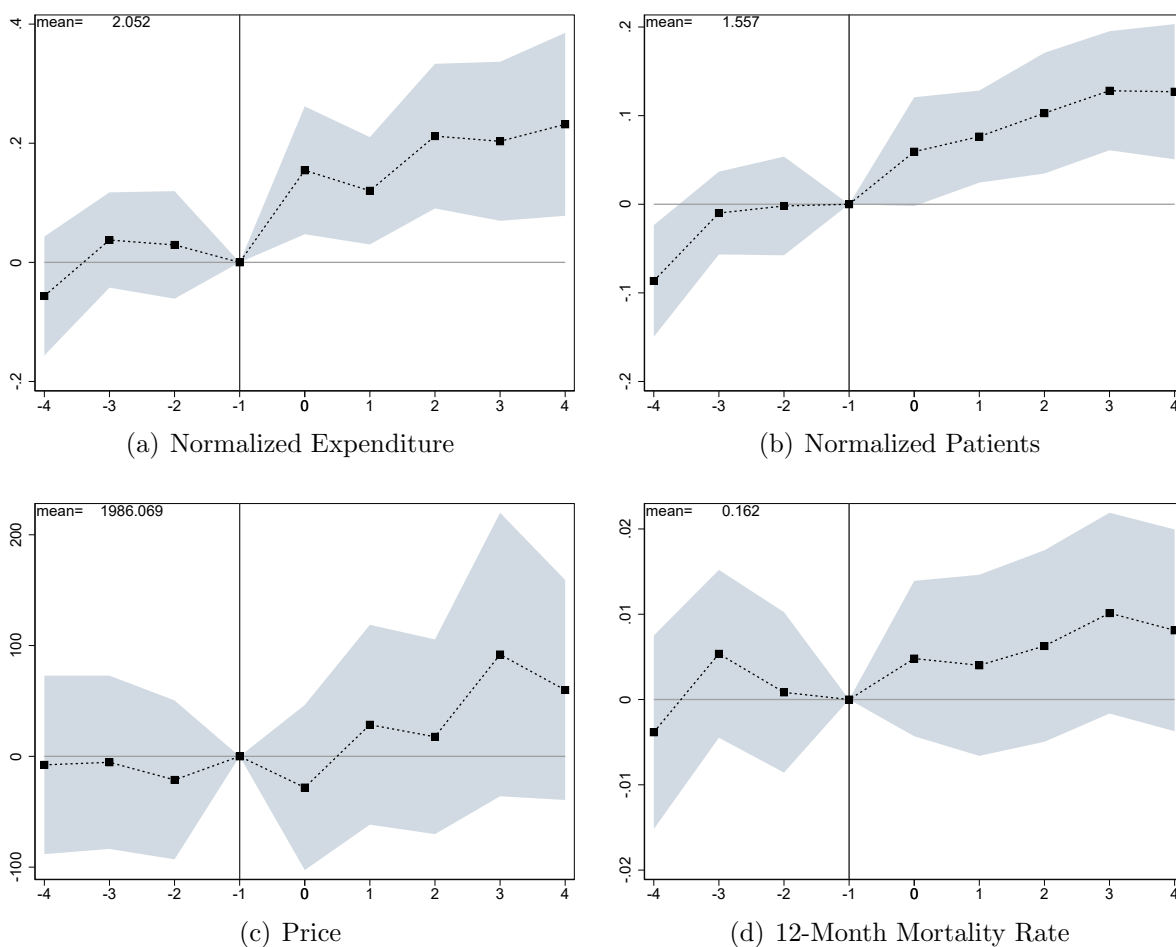 mean= 2.052
.4
.2
0
-.2
-4 -3 -2 -1 0 1 2 3 4
(a) Normalized Expenditure
mean= 1.557
.2
.1
0
-.1
-.2
-4 -3 -2 -1 0 1 2 3 4
(b) Normalized Patients
mean= 1986.069
200
100
0
-100
-4 -3 -2 -1 0 1 2 3 4
(c) Price
mean= 0.162
.02
.01
0
-.01
-.02
-4 -3 -2 -1 0 1 2 3 4
(d) 12-Month Mortality Rate